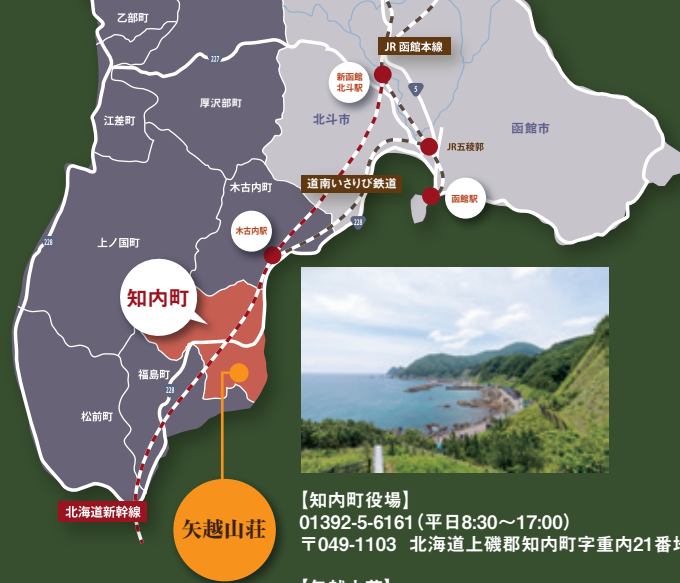 乙部町
JR 函館本線
227
新函館
北斗駅
5
厚沢部町
江差町
北斗市
函館市
JR五稜郭
木古内町
道南いさりび鉄道
函館駅
228
木古内駅
上ノ国町
228
知内町
福島町
228
松前町
北海道新幹線
矢越山荘
【知内町役場】
01392-5-6161（平日8:30〜17:00）
〒049-1103 北海道上磯郡知内町字重内21番